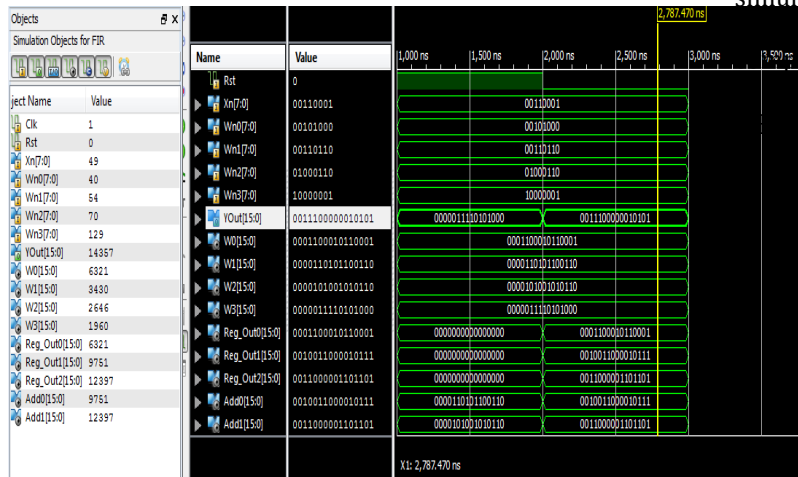 Objects
Simulation Objects for FIR
ject Name Value
Clk 1
Rst 0
Xn[7:0] 49
Wn0[7:0] 40
Wn1[7:0] 54
Wn2[7:0] 70
Wn3[7:0] 129
YOut[15:0] 14357
W0[15:0] 6321
W1[15:0] 3430
W2[15:0] 2646
W3[15:0] 1960
Reg_Out0[15:0] 6321
Reg_Out1[15:0] 9751
Reg_Out2[15:0] 12397
Add0[15:0] 9751
Add1[15:0] 12397
2,787.470 ns
Name Value 1,000 ns 1,500 ns 2,000 ns 2,500 ns 3,000 ns 3,500 ns
Rst 0
Xn[7:0] 00110001 00110001
Wn0[7:0] 00101000 00101000
Wn1[7:0] 00110110 00110110
Wn2[7:0] 01000110 01000110
Wn3[7:0] 10000001 10000001
YOut[15:0] 0011100000010101 0000011110101000 0011100000010101
W0[15:0] 0001100010110001 0001100010110001
W1[15:0] 0000110101100110 0000110101100110
W2[15:0] 0000101001010110 0000101001010110
W3[15:0] 0000011110101000 0000011110101000
Reg_Out0[15:0] 0001100010110001 0000000000000000 0001100010110001
Reg_Out1[15:0] 0010011000010111 0000000000000000 0010011000010111
Reg_Out2[15:0] 0011000001101101 0000000000000000 0011000001101101
Add0[15:0] 0010011000010111 0000110101100110 0010011000010111
Add1[15:0] 0011000001101101 0000101001010110 0011000001101101
X1: 2,787.470 ns